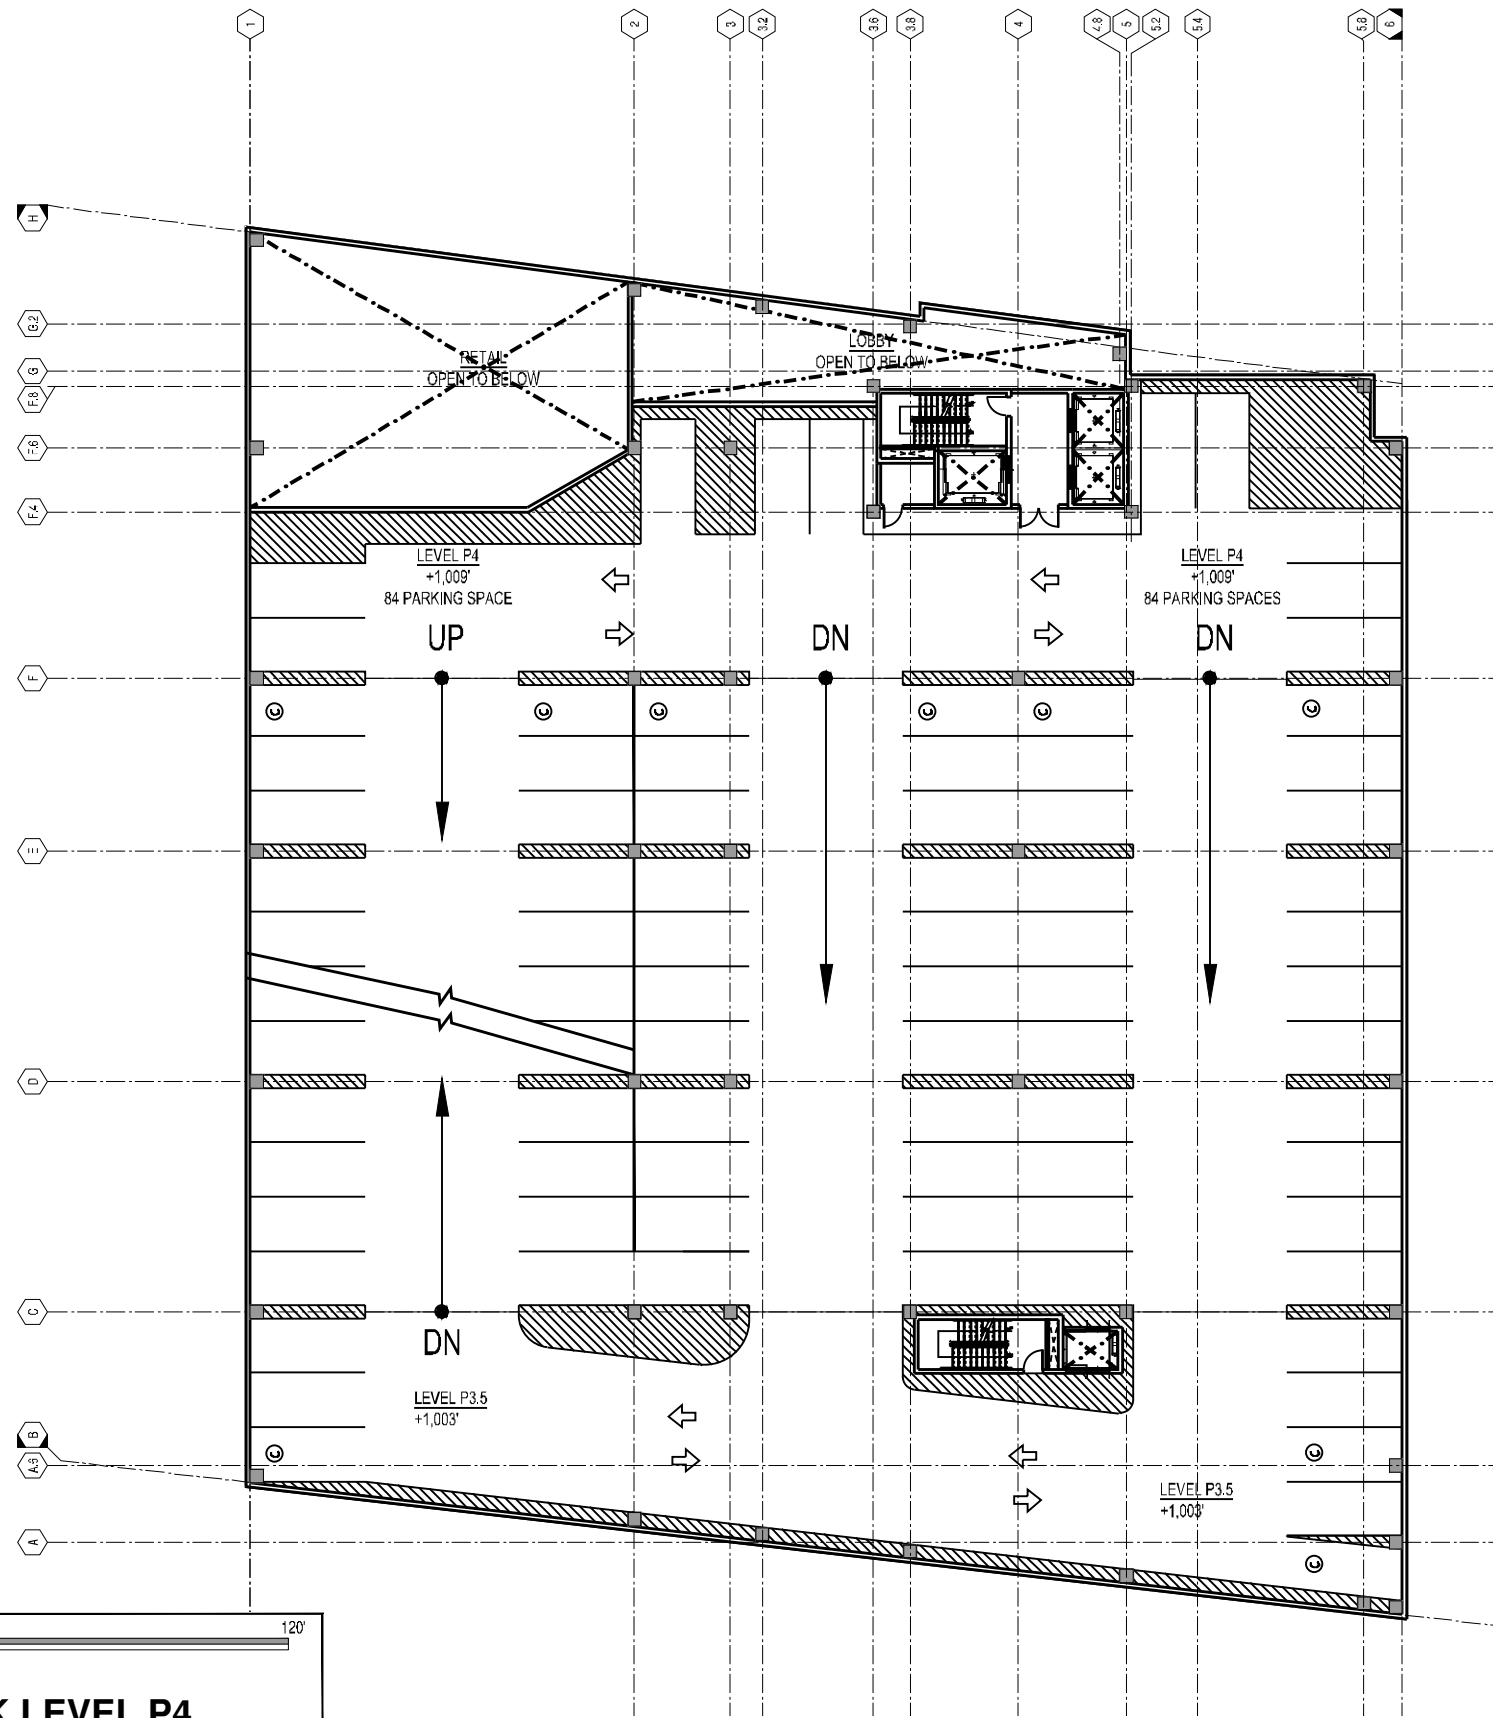 1 2 3 3.2 3.6 3.8 4 4.8 5 5.2 5.4 5.8 6
H
G.2
G
F.8
F.6
F.4
RETAIL
OPEN TO BELOW
LOBBY
OPEN TO BELOW
LEVEL P4
+1,009'
84 PARKING SPACE
LEVEL P4
+1,009'
84 PARKING SPACES
UP
DN
DN
F
C C C C C C
E
D
C
DN
LEVEL P3.5
+1,003'
B
C
C
A.9
LEVEL P3.5
+1,003'
A
C
120'
K LEVEL P4